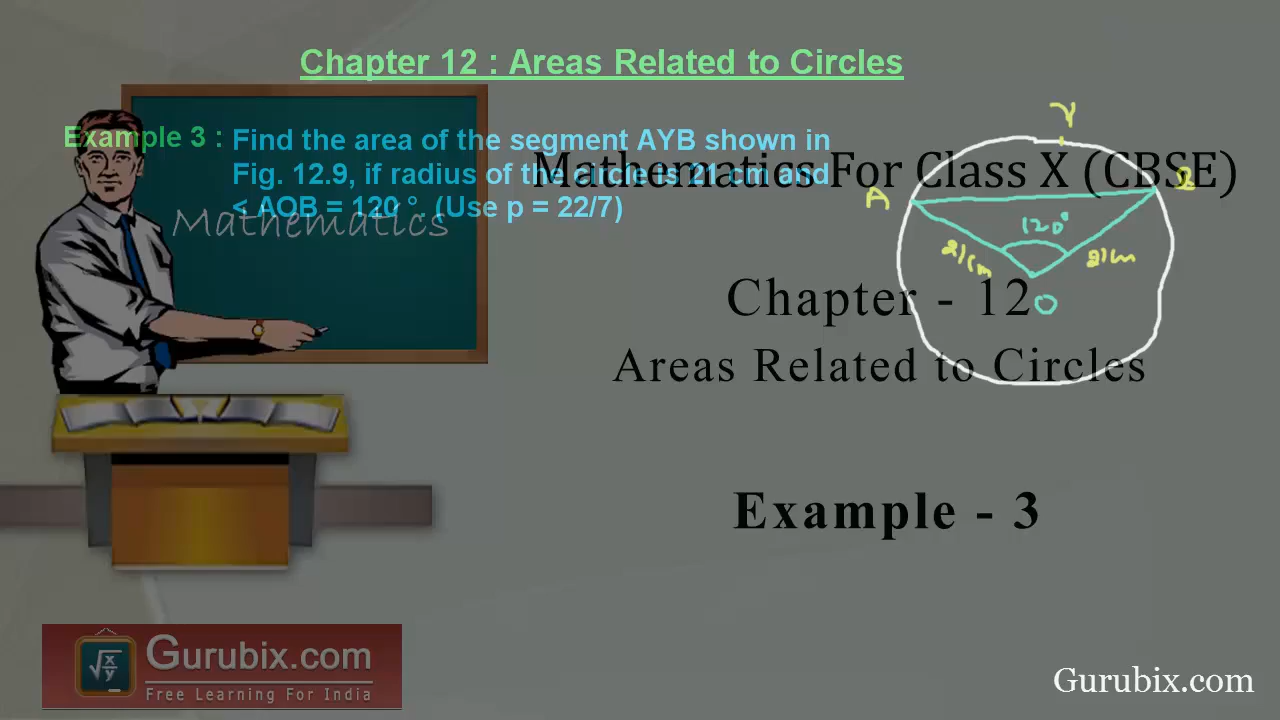 Chapter 12 : Areas Related to Circles
Example 3 : Find the area of the segment AYB shown in
Fig. 12.9, if radius of the circle is 21 cm and
< AOB = 120 ° (Use p = 22/7)
Mathematics
Mathematics For Class X (CBSE)
Chapter - 12
Areas Related to Circles
Example - 3
Y
A
B
120°
21cm
21cm
O
√x/y
Gurubix.com
Free Learning For India
Gurubix.com